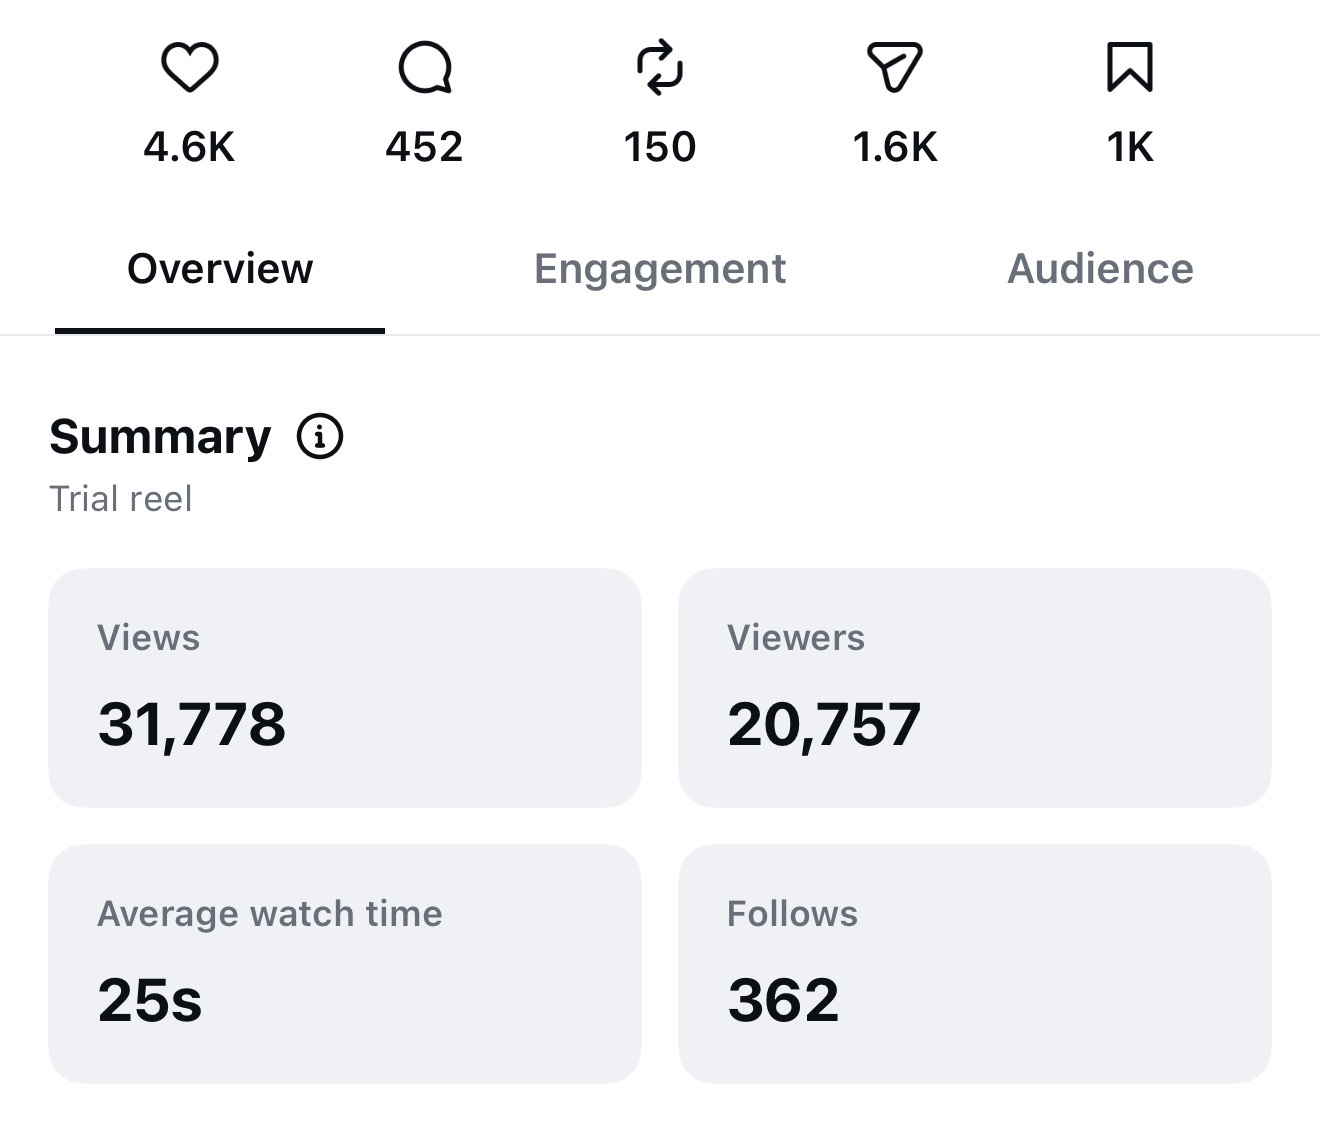 4.6K 452 150 1.6K 1K
Overview Engagement Audience
Summary
Trial reel
Views Viewers
31,778 20,757
Average watch time Follows
25s 362